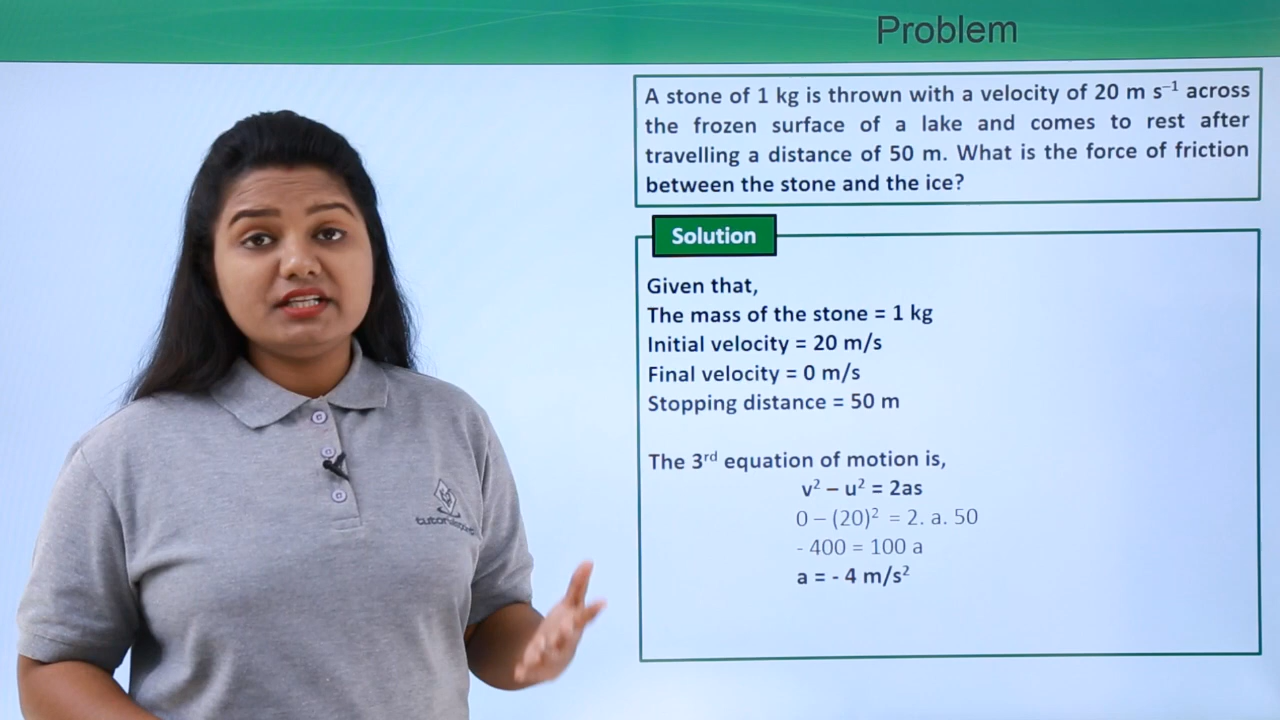 Problem
A stone of 1 kg is thrown with a velocity of 20 m s⁻¹ across
the frozen surface of a lake and comes to rest after
travelling a distance of 50 m. What is the force of friction
between the stone and the ice?
Solution
Given that,
The mass of the stone = 1 kg
Initial velocity = 20 m/s
Final velocity = 0 m/s
Stopping distance = 50 m
The 3ʳᵈ equation of motion is,
v² – u² = 2as
0 – (20)² = 2. a. 50
- 400 = 100 a
a = - 4 m/s²